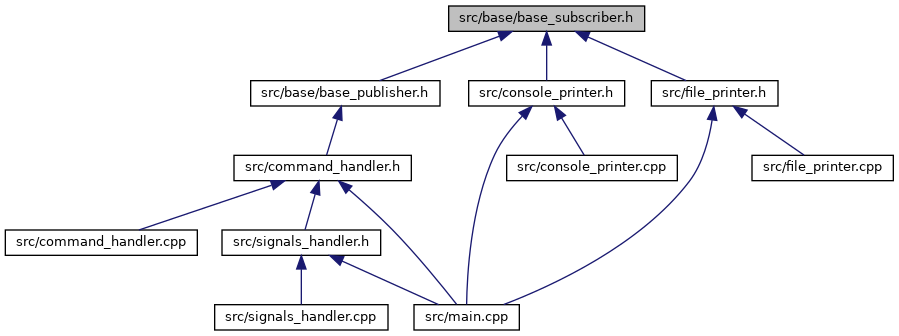 src/base/base_subscriber.h
src/base/base_publisher.h
src/console_printer.h
src/file_printer.h
src/command_handler.h
src/console_printer.cpp
src/file_printer.cpp
src/command_handler.cpp
src/signals_handler.h
src/signals_handler.cpp
src/main.cpp